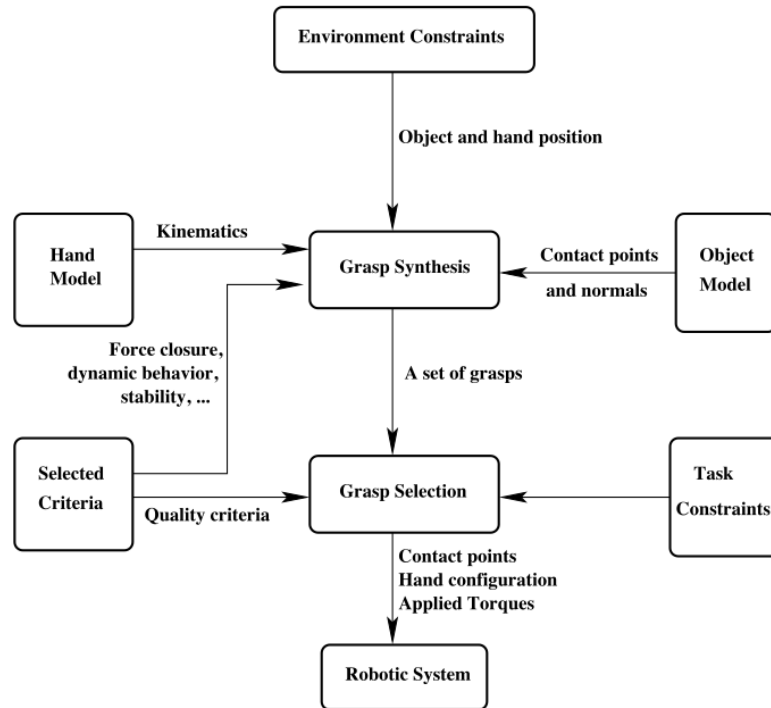 Environment Constraints
Object and hand position
Hand
Model
Kinematics
Grasp Synthesis
Contact points
and normals
Object
Model
Force closure,
dynamic behavior,
stability, ...
A set of grasps
Selected
Criteria
Quality criteria
Grasp Selection
Task
Constraints
Contact points
Hand configuration
Applied Torques
Robotic System